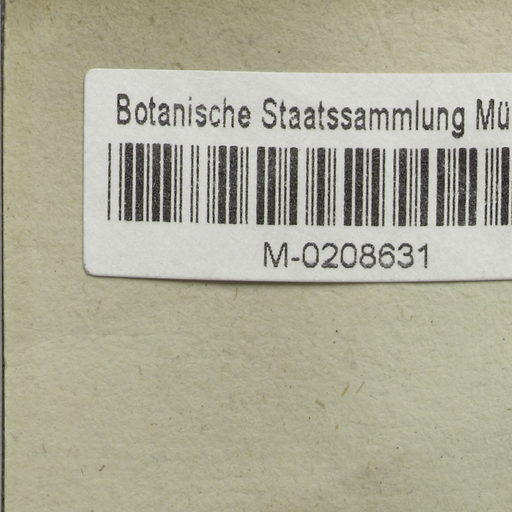 Botanische Staatssammlung Mü
M-0208631